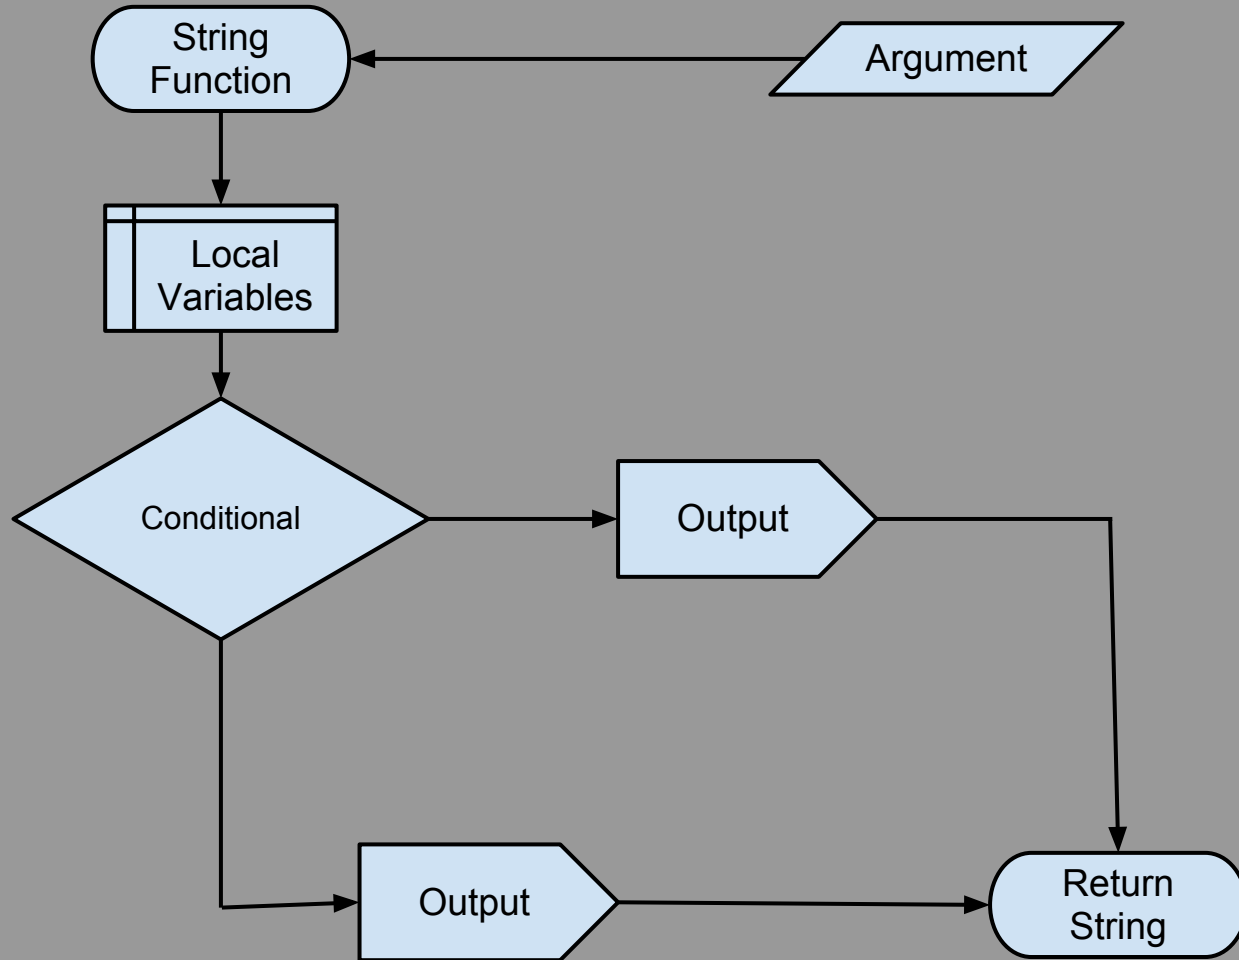 String
Function
Argument
Local
Variables
Conditional
Output
Output
Return
String